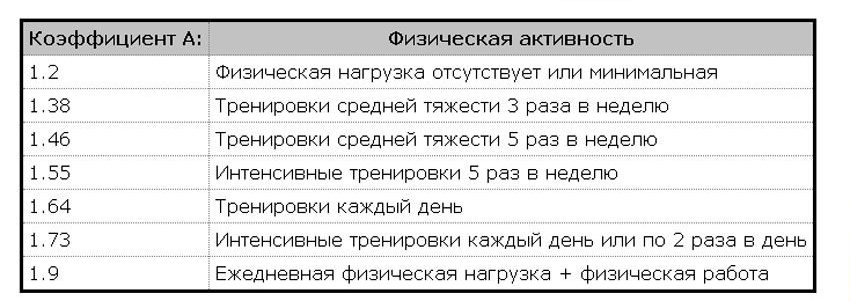 Коэффициент А: Физическая активность
1.2 Физическая нагрузка отсутствует или минимальная
1.38 Тренировки средней тяжести 3 раза в неделю
1.46 Тренировки средней тяжести 5 раз в неделю
1.55 Интенсивные тренировки 5 раз в неделю
1.64 Тренировки каждый день
1.73 Интенсивные тренировки каждый день или по 2 раза в день
1.9 Ежедневная физическая нагрузка + физическая работа